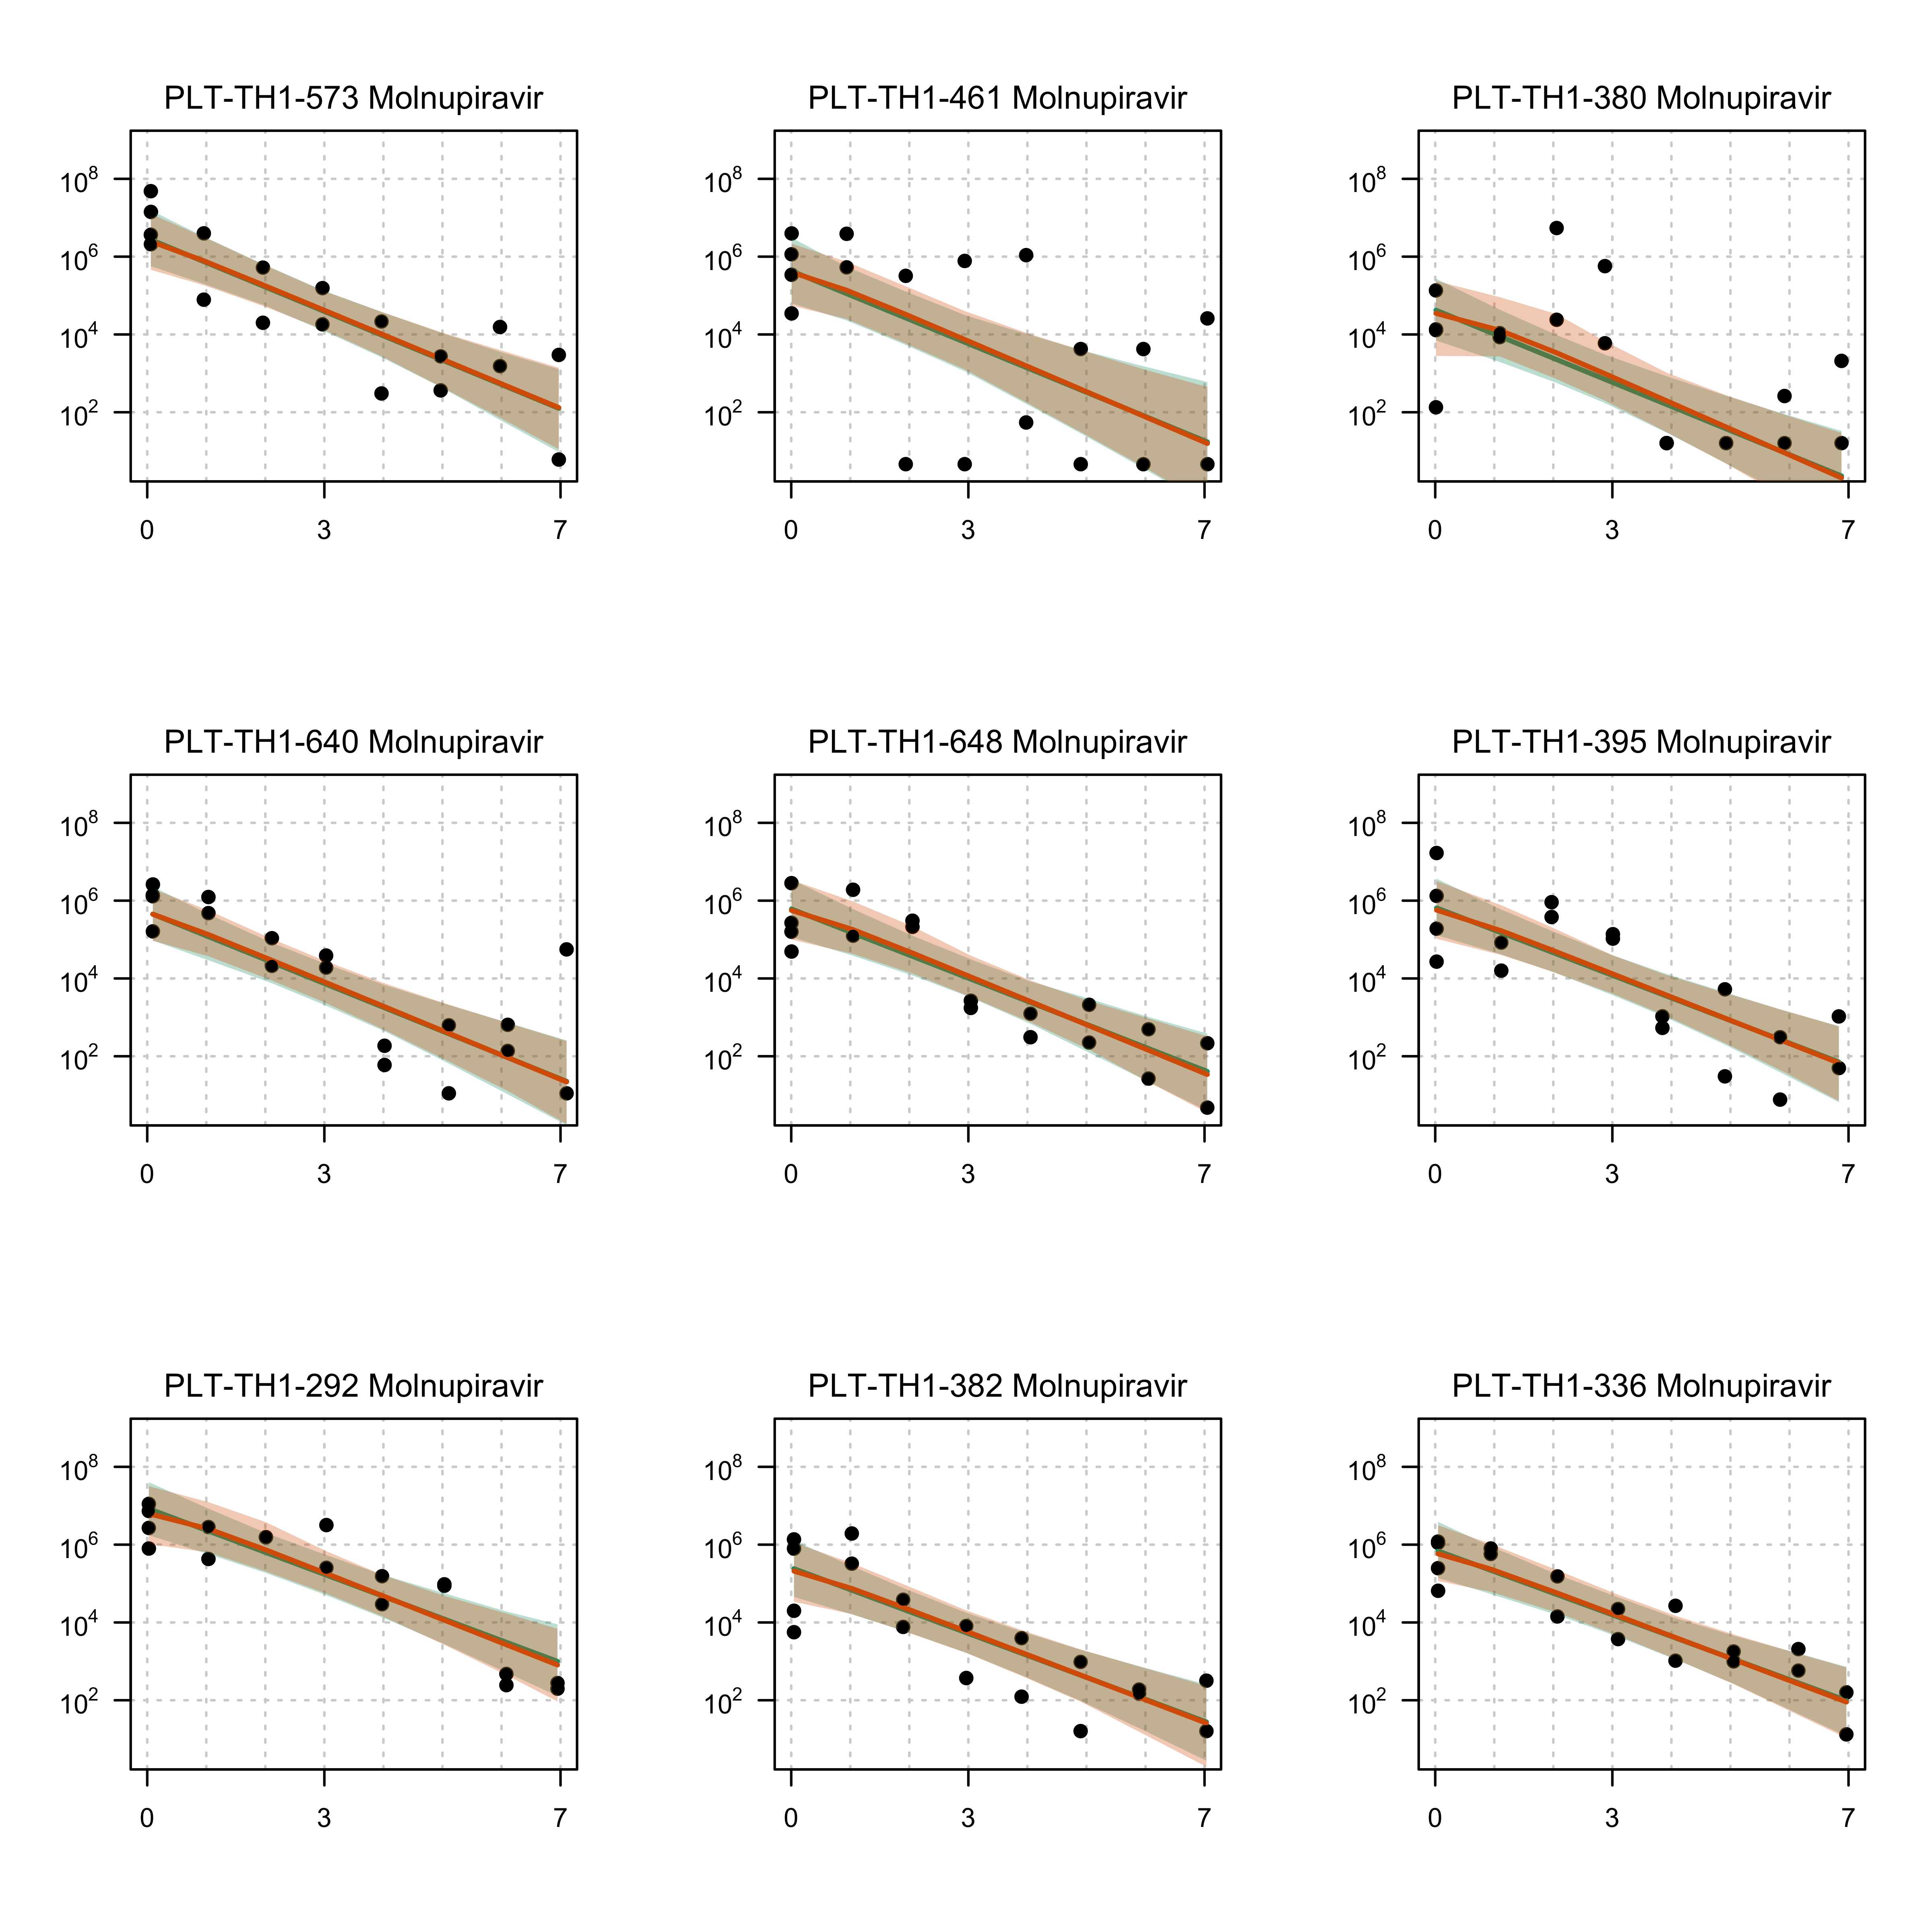 PLT-TH1-573 Molnupiravir
10^8
10^6
10^4
10^2
0 3 7
PLT-TH1-461 Molnupiravir
10^8
10^6
10^4
10^2
0 3 7
PLT-TH1-380 Molnupiravir
10^8
10^6
10^4
10^2
0 3 7
PLT-TH1-640 Molnupiravir
10^8
10^6
10^4
10^2
0 3 7
PLT-TH1-648 Molnupiravir
10^8
10^6
10^4
10^2
0 3 7
PLT-TH1-395 Molnupiravir
10^8
10^6
10^4
10^2
0 3 7
PLT-TH1-292 Molnupiravir
10^8
10^6
10^4
10^2
0 3 7
PLT-TH1-382 Molnupiravir
10^8
10^6
10^4
10^2
0 3 7
PLT-TH1-336 Molnupiravir
10^8
10^6
10^4
10^2
0 3 7